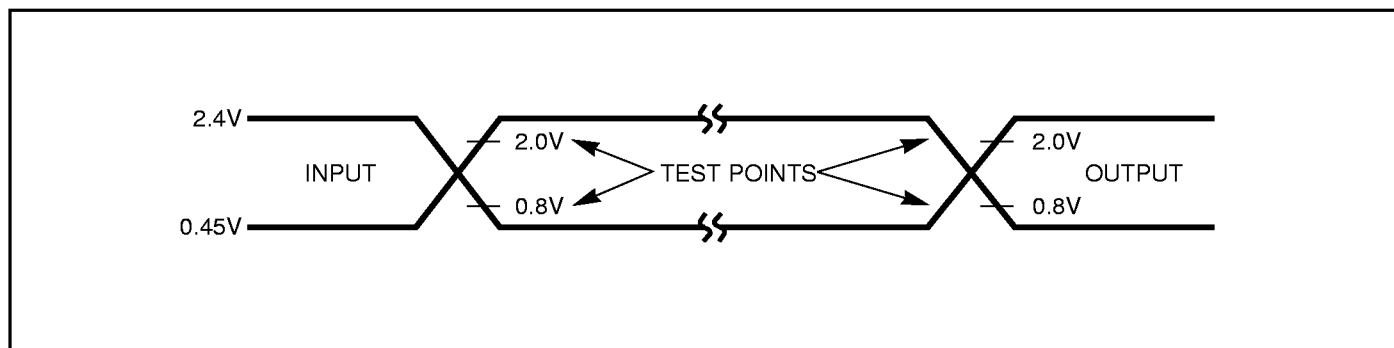 2.4V
2.0V
2.0V
INPUT
TEST POINTS
OUTPUT
0.8V
0.8V
0.45V